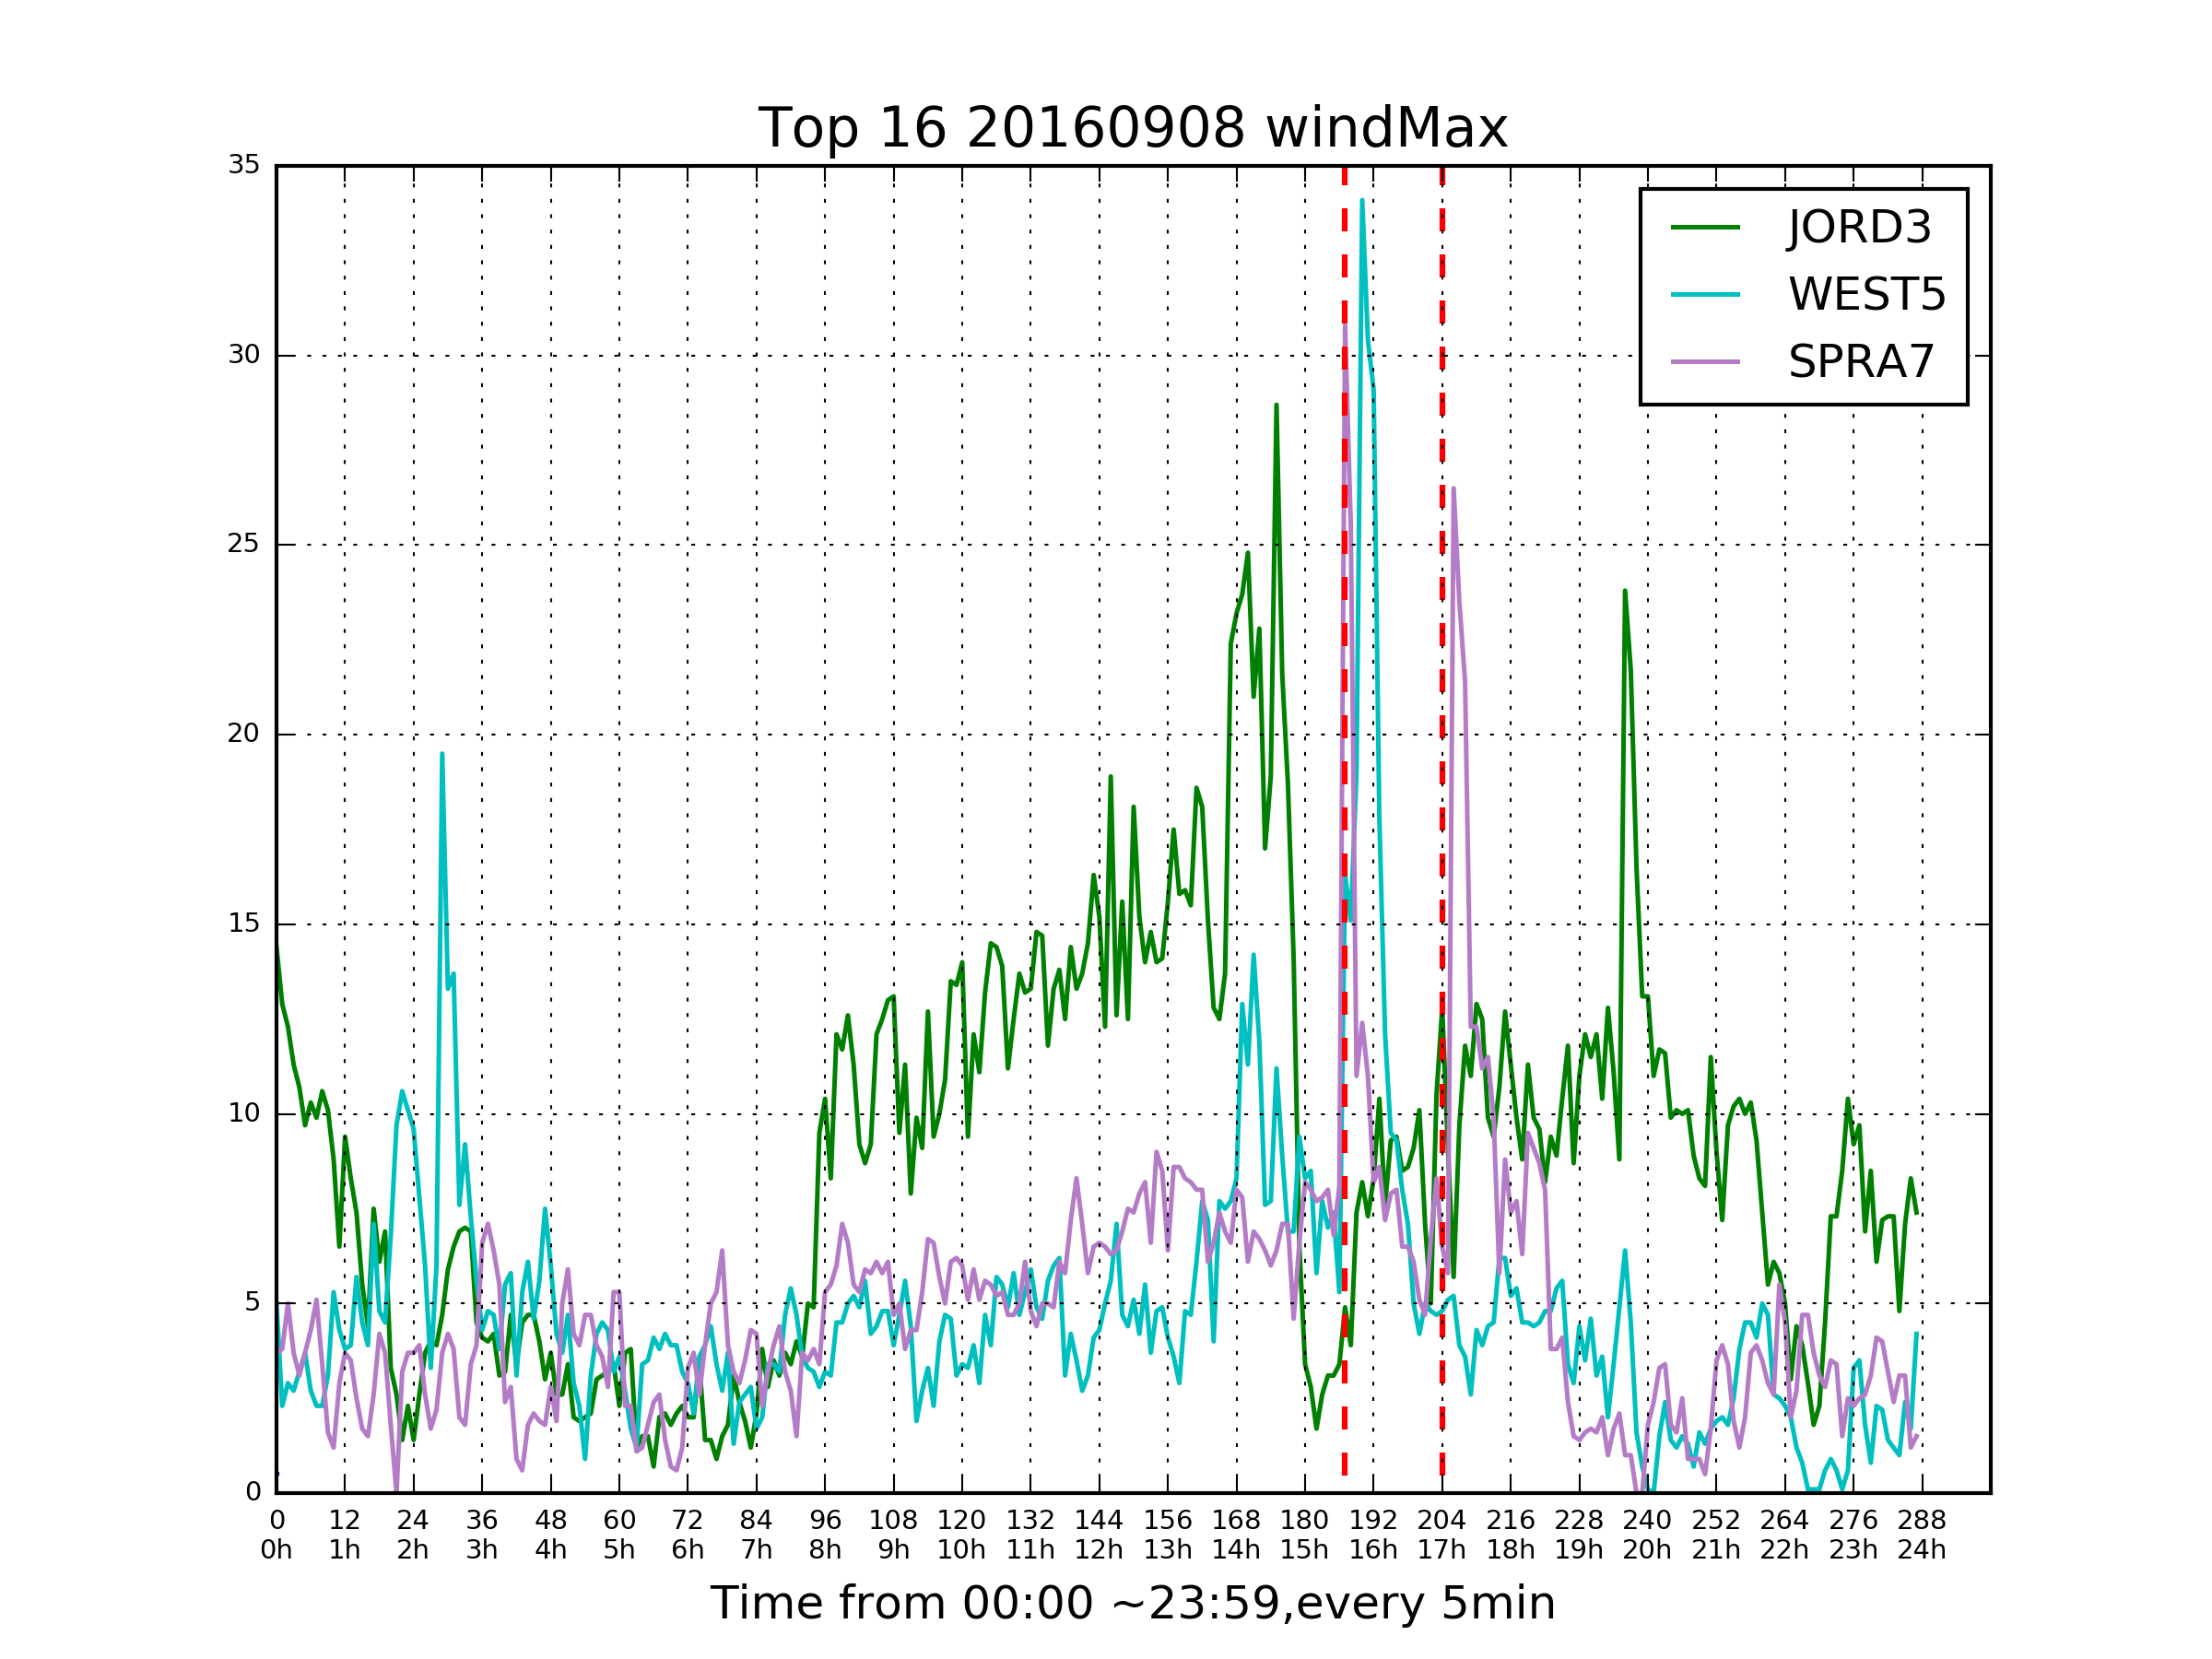 Top 16 20160908 windMax
35
30
25
20
15
10
5
0
JORD3
WEST5
SPRA7
0 12 24 36 48 60 72 84 96 108 120 132 144 156 168 180 192 204 216 228 240 252 264 276 288
0h 1h 2h 3h 4h 5h 6h 7h 8h 9h 10h 11h 12h 13h 14h 15h 16h 17h 18h 19h 20h 21h 22h 23h 24h
Time from 00:00 ~23:59,every 5min